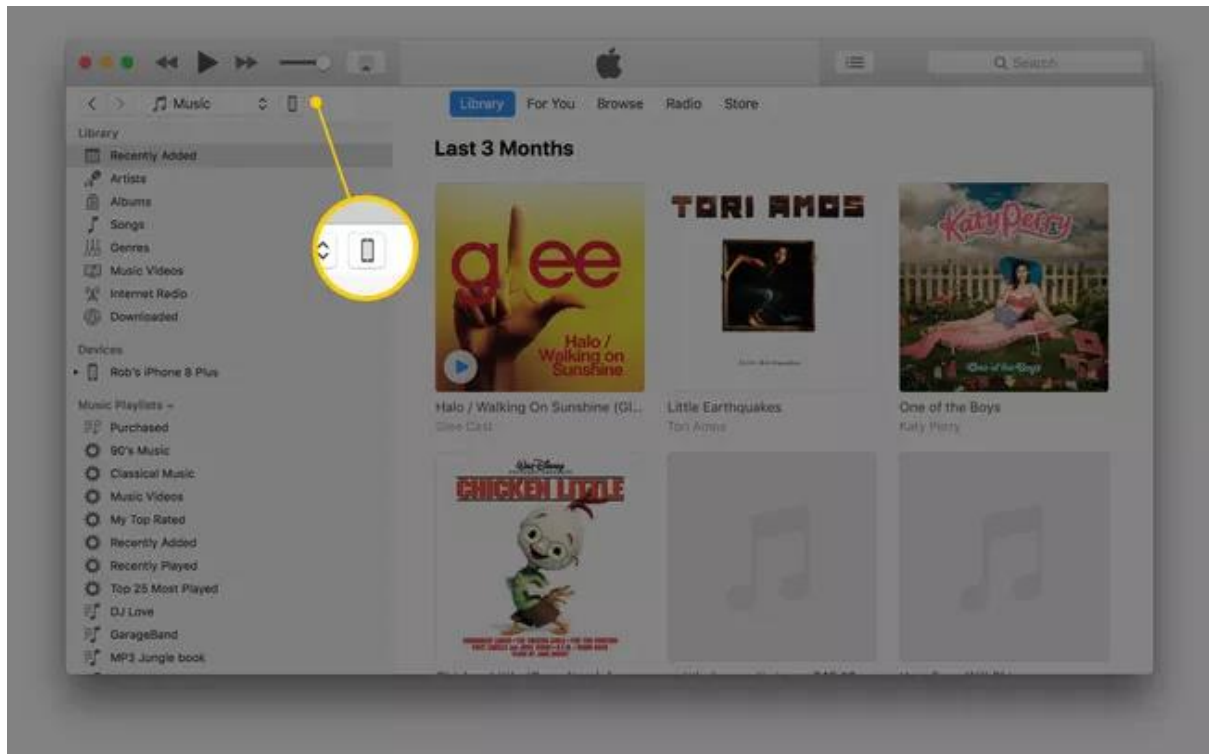 Search
Music
Library For You Browse Radio Store
Library
Recently Added
Artists
Albums
Songs
Genres
Music Videos
Internet Radio
Downloaded
Devices
Rob's iPhone 8 Plus
Music Playlists
Purchased
90's Music
Classical Music
Music Videos
My Top Rated
Recently Added
Recently Played
Top 25 Most Played
DJ Love
GarageBand
MP3 Jungle book
Last 3 Months
glee
Halo /
Walking on
Sunshine
TORI AMOS
Little Earthquakes
Katy Perry
One of the Boys
Halo / Walking On Sunshine (Gl...
Glee Cast
Little Earthquakes
Tori Amos
One of the Boys
Katy Perry
Walt Disney
CHICKEN LITTLE